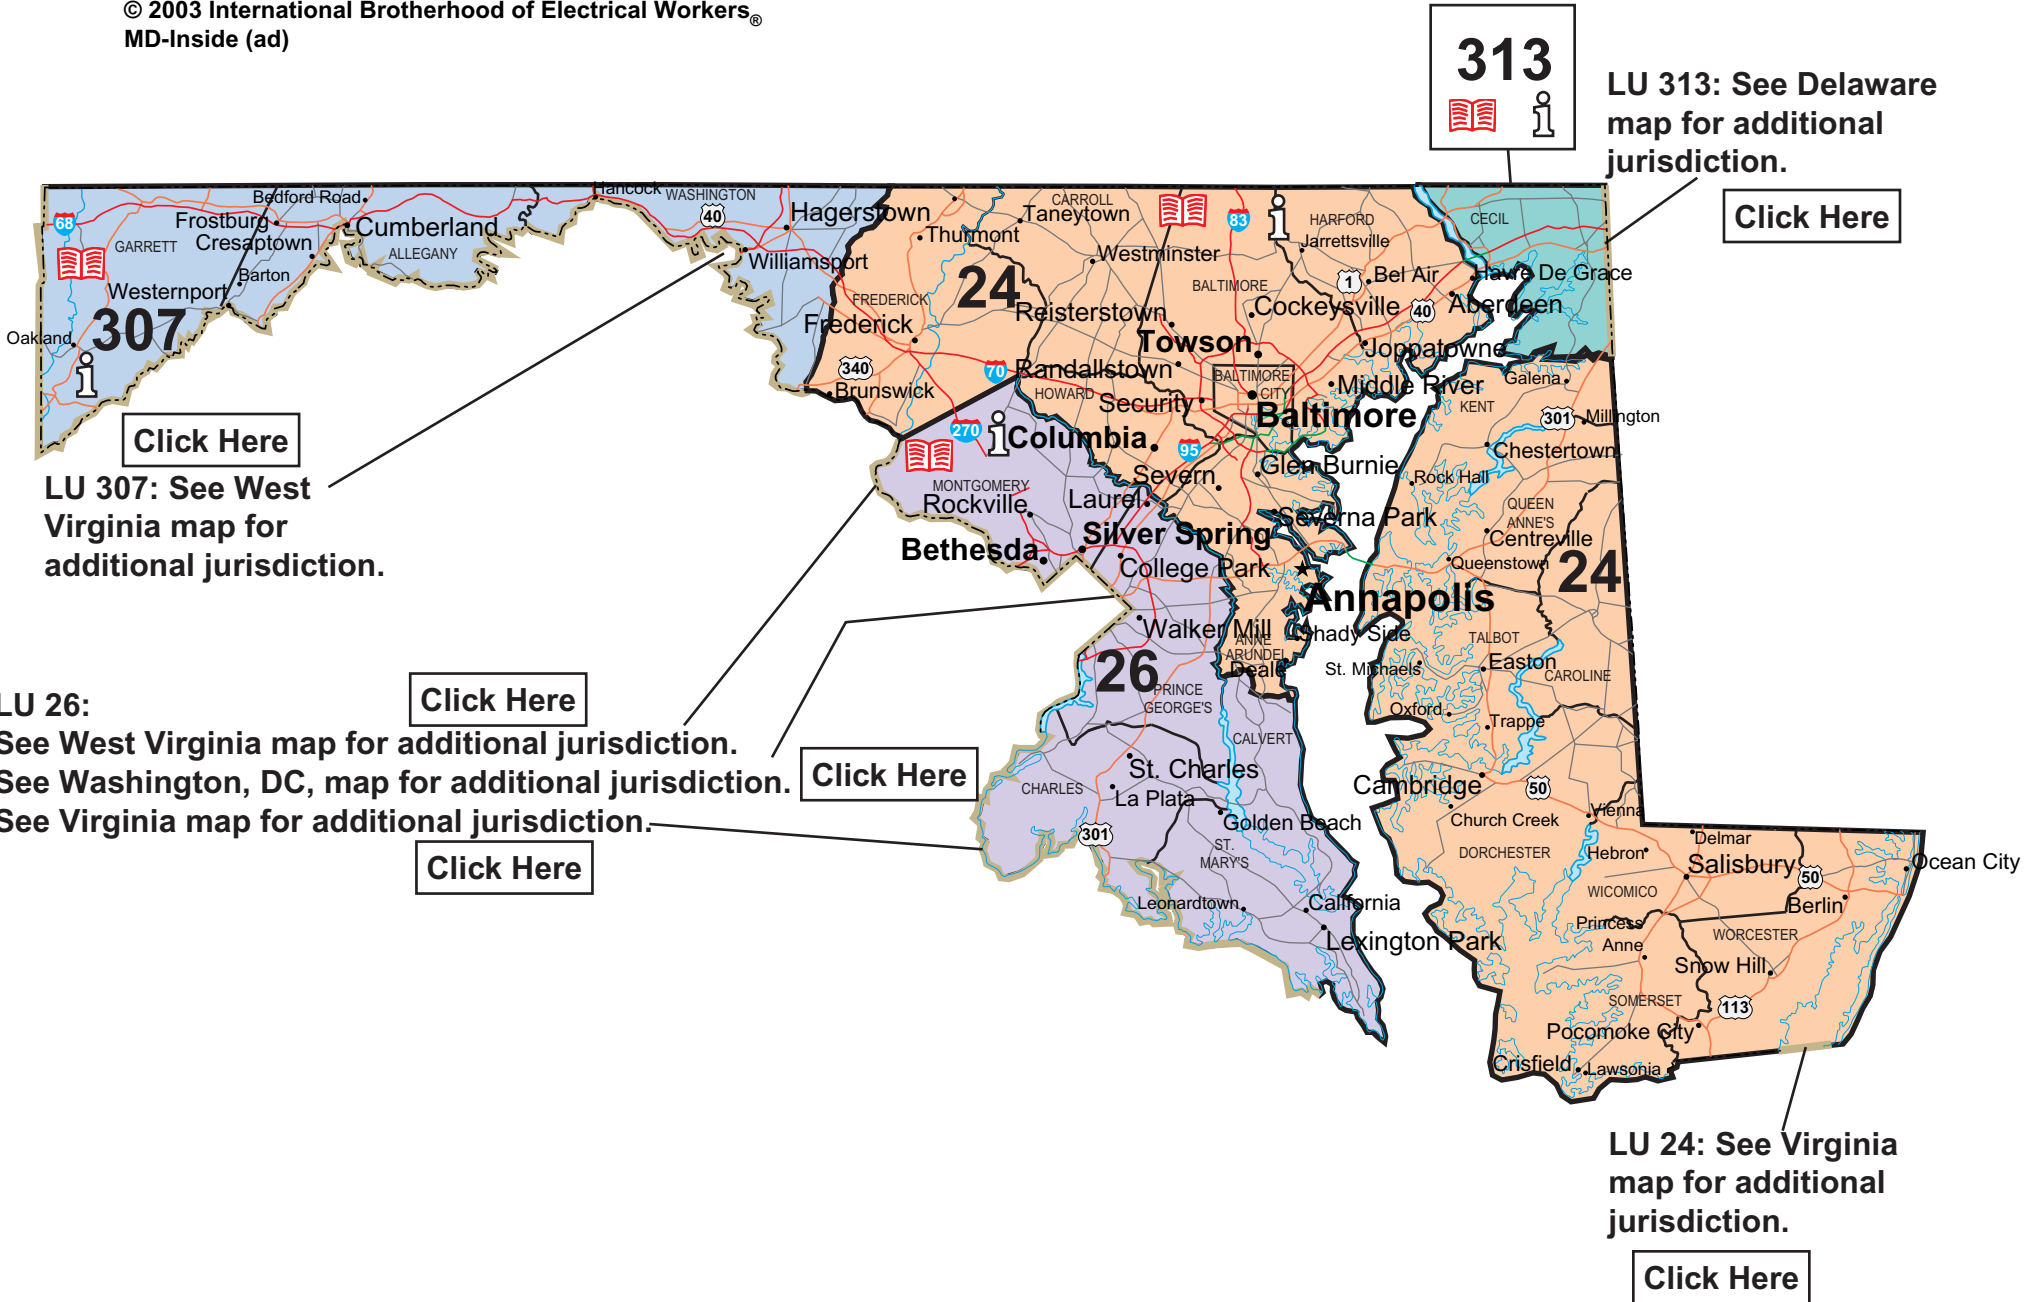 © 2003 International Brotherhood of Electrical Workers®
MD-Inside (ad)
313
LU 313: See Delaware
map for additional
jurisdiction.
Click Here
Hancock
WASHINGTON
Bedford Road
68
Frostburg
40
Hagerstown
Cumberland
GARRETT
Cresaptown
ALLEGANY
Barton
Williamsport
Westernport
307
Oakland
Click Here
LU 307: See West
Virginia map for
additional jurisdiction.
CARROLL
Taneytown
83
HARFORD
CECIL
Thurmont
Jarrettsville
Westminster
24
1
Bel Air
Havre De Grace
BALTIMORE
FREDERICK
Reisterstown
Cockeysville
40
Aberdeen
Frederick
Towson
Joppatowne
340
70
Randallstown
BALTIMORE
CITY
Middle River
Galena
Brunswick
HOWARD
Security
Baltimore
KENT
301
Millington
270
Columbia
95
Chestertown
Glen Burnie
Severn
Rock Hall
MONTGOMERY
Rockville
Laurel
QUEEN
ANNE'S
Severna Park
Silver Spring
Centreville
Bethesda
College Park
Queenstown
24
Annapolis
Walker Mill
Shady Side
ANNE
ARUNDEL
TALBOT
26
Deale
St. Michaels
Easton
CAROLINE
PRINCE
GEORGE'S
Oxford
Trappe
CALVERT
Click Here
LU 26:
See West Virginia map for additional jurisdiction.
See Washington, DC, map for additional jurisdiction.
Click Here
See Virginia map for additional jurisdiction.
Click Here
St. Charles
CHARLES
La Plata
Cambridge
50
Vienna
Church Creek
Golden Beach
301
ST.
MARY'S
DORCHESTER
Hebron
Delmar
Salisbury
50
Ocean City
WICOMICO
Leonardtown
California
Berlin
Princess
Anne
WORCESTER
Lexington Park
Snow Hill
SOMERSET
113
Pocomoke City
Crisfield
Lawsonia
LU 24: See Virginia
map for additional
jurisdiction.
Click Here